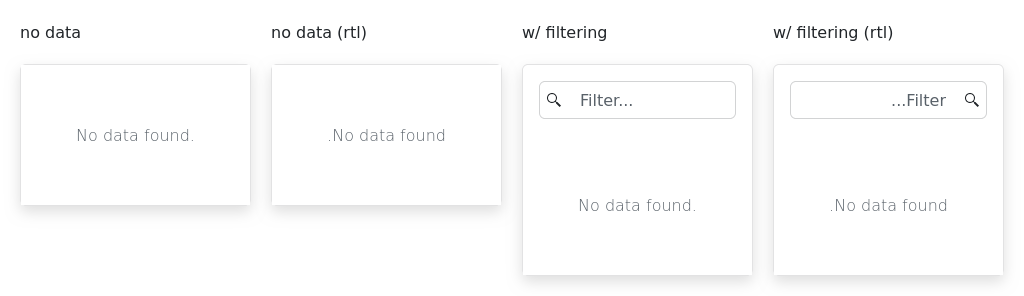 no data
No data found.
no data (rtl)
.No data found
w/ filtering
Filter...
No data found.
w/ filtering (rtl)
...Filter
.No data found